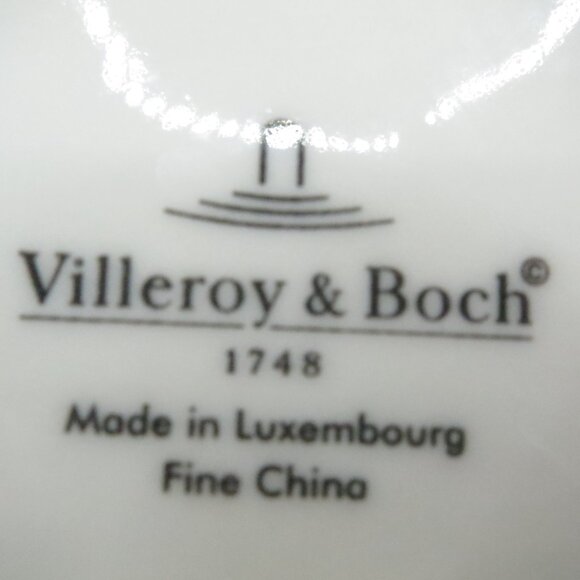 Villeroy & Boch©
1748
Made in Luxembourg
Fine China